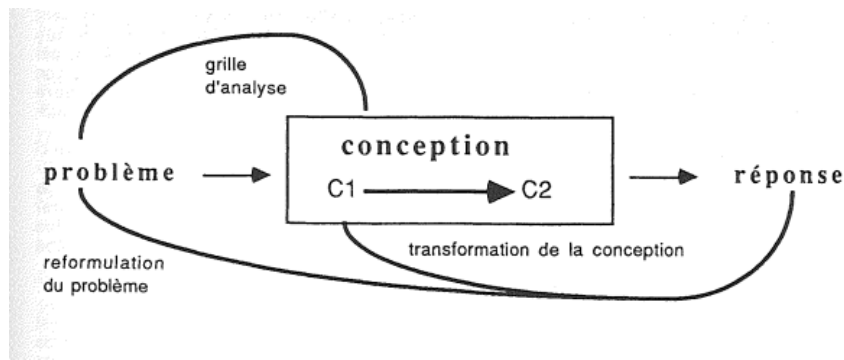 grille
d'analyse
conception
problème
C1
C2
réponse
transformation de la conception
reformulation
du problème